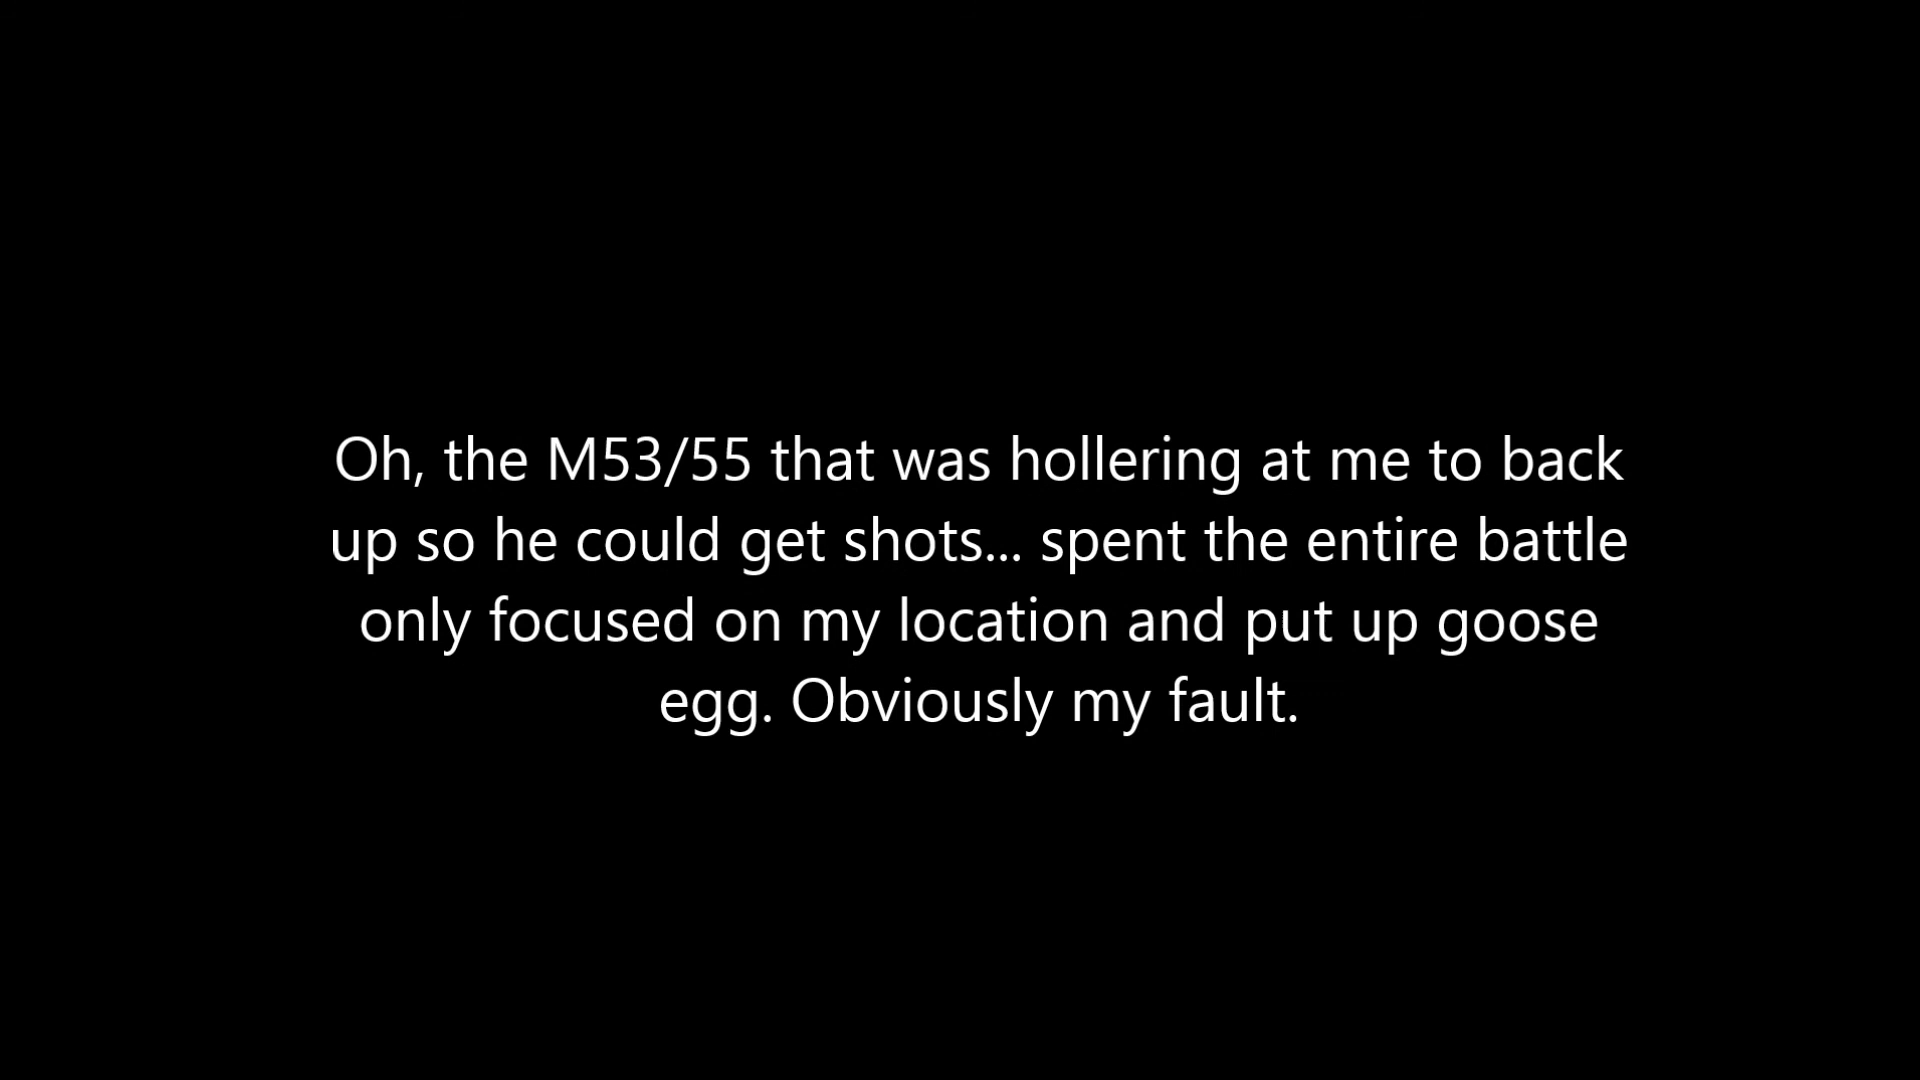 Oh, the M53/55 that was hollering at me to back
up so he could get shots... spent the entire battle
only focused on my location and put up goose
egg. Obviously my fault.